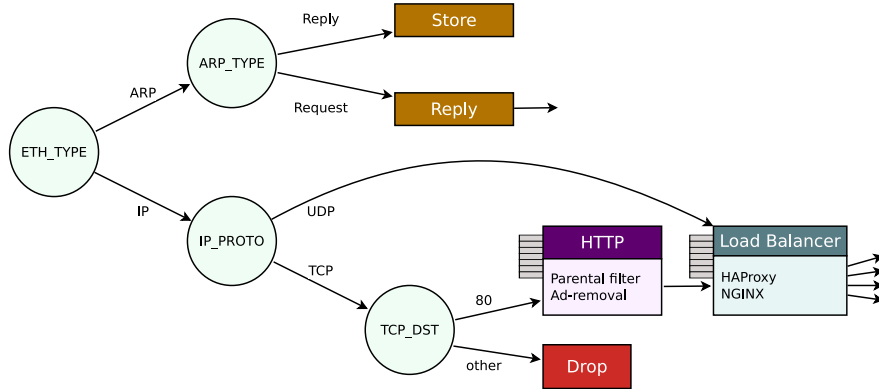 Reply
Store
ARP_TYPE
ARP
Request
Reply
ETH_TYPE
IP
UDP
IP_PROTO
HTTP
Load Balancer
TCP
Parental filter
Ad-removal
HAProxy
NGINX
80
TCP_DST
other
Drop